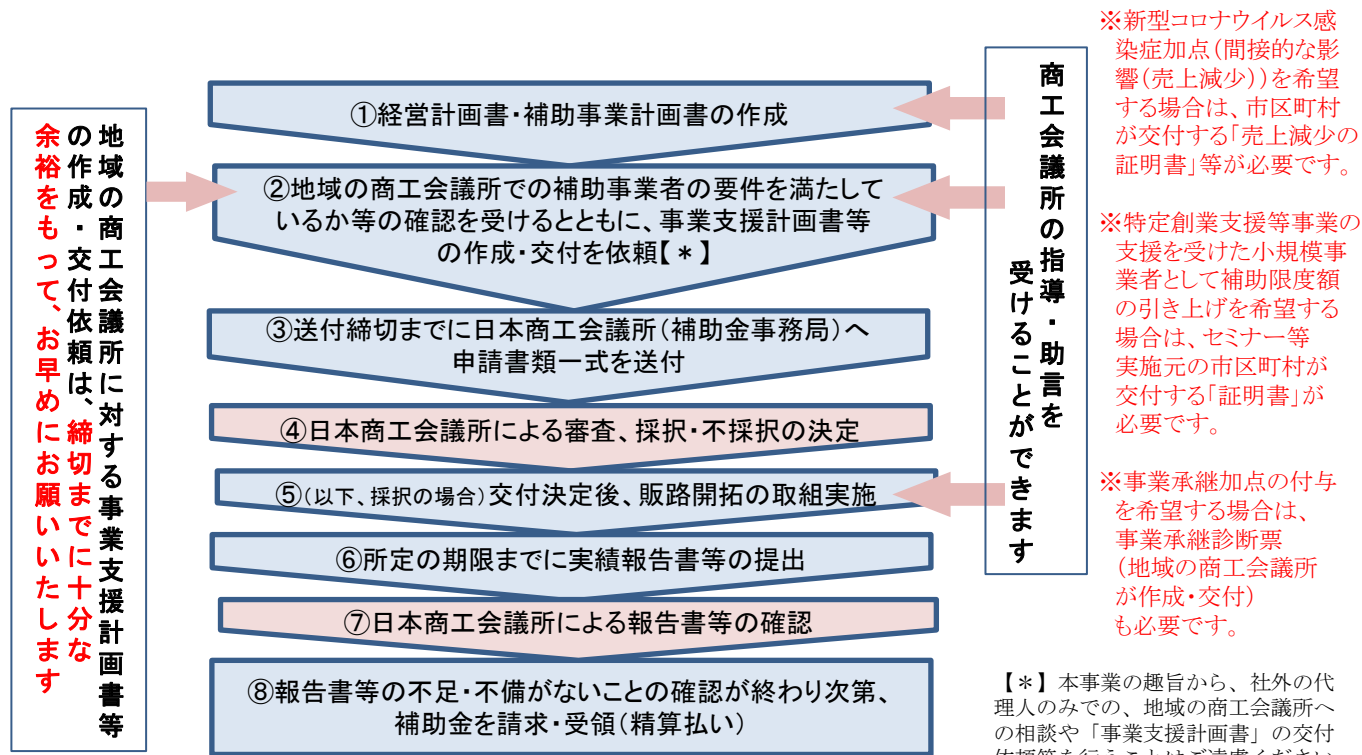 地域の商工会議所に対する事業支援計画書等
の作成・交付依頼は、締切までに十分な
余裕をもって、お早めにお願いいたします
①経営計画書・補助事業計画書の作成
②地域の商工会議所での補助事業者の要件を満たして
いるか等の確認を受けるとともに、事業支援計画書等
の作成・交付を依頼【＊】
③送付締切までに日本商工会議所（補助金事務局）へ
申請書類一式を送付
④日本商工会議所による審査、採択・不採択の決定
⑤（以下、採択の場合）交付決定後、販路開拓の取組実施
⑥所定の期限までに実績報告書等の提出
⑦日本商工会議所による報告書等の確認
⑧報告書等の不足・不備がないことの確認が終わり次第、
補助金を請求・受領（精算払い）
商工会議所の指導・助言を
受けることができます
※新型コロナウイルス感
染症加点（間接的な影
響（売上減少））を希望
する場合は、市区町村
が交付する「売上減少の
証明書」等が必要です。
※特定創業支援等事業の
支援を受けた小規模事
業者として補助限度額
の引き上げを希望する
場合は、セミナー等
実施元の市区町村が
交付する「証明書」が
必要です。
※事業承継加点の付与
を希望する場合は、
事業承継診断票
（地域の商工会議所
が作成・交付）
も必要です。
【＊】本事業の趣旨から、社外の代
理人のみでの、地域の商工会議所へ
の相談や「事業支援計画書」の交付
依頼等を行うことはご遠慮ください